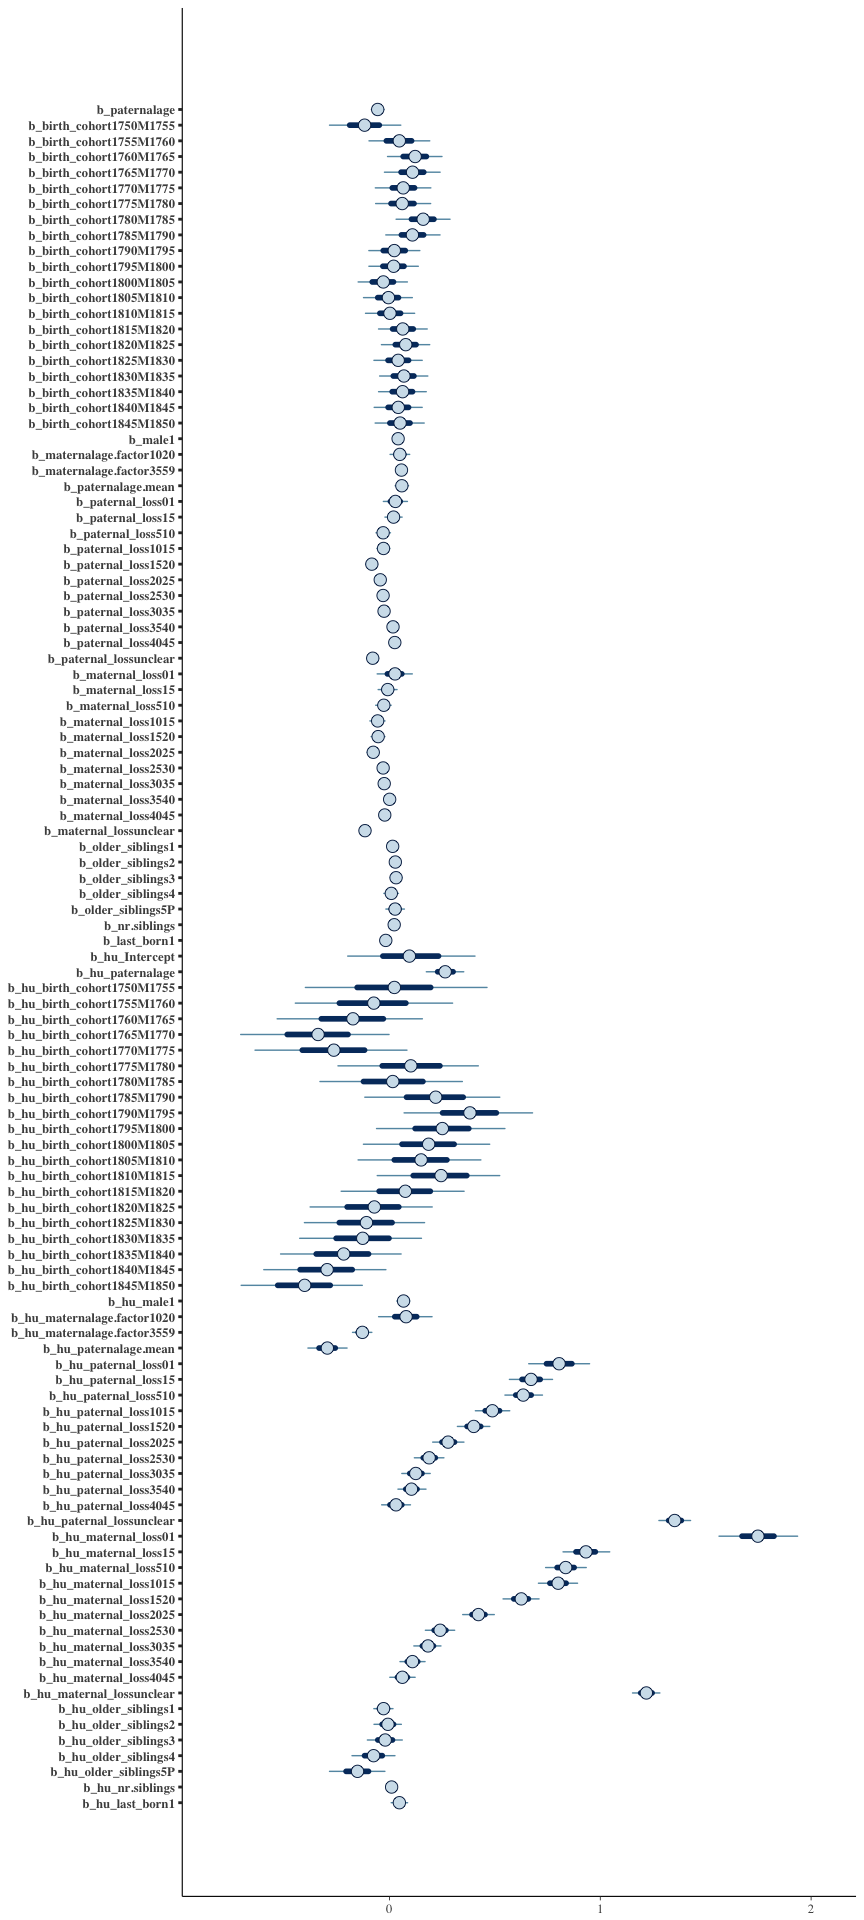 b_paternalage
b_birth_cohort1750M1755
b_birth_cohort1755M1760
b_birth_cohort1760M1765
b_birth_cohort1765M1770
b_birth_cohort1770M1775
b_birth_cohort1775M1780
b_birth_cohort1780M1785
b_birth_cohort1785M1790
b_birth_cohort1790M1795
b_birth_cohort1795M1800
b_birth_cohort1800M1805
b_birth_cohort1805M1810
b_birth_cohort1810M1815
b_birth_cohort1815M1820
b_birth_cohort1820M1825
b_birth_cohort1825M1830
b_birth_cohort1830M1835
b_birth_cohort1835M1840
b_birth_cohort1840M1845
b_birth_cohort1845M1850
b_male1
b_maternalage.factor1020
b_maternalage.factor3559
b_paternalage.mean
b_paternal_loss01
b_paternal_loss15
b_paternal_loss510
b_paternal_loss1015
b_paternal_loss1520
b_paternal_loss2025
b_paternal_loss2530
b_paternal_loss3035
b_paternal_loss3540
b_paternal_loss4045
b_paternal_lossunclear
b_maternal_loss01
b_maternal_loss15
b_maternal_loss510
b_maternal_loss1015
b_maternal_loss1520
b_maternal_loss2025
b_maternal_loss2530
b_maternal_loss3035
b_maternal_loss3540
b_maternal_loss4045
b_maternal_lossunclear
b_older_siblings1
b_older_siblings2
b_older_siblings3
b_older_siblings4
b_older_siblings5P
b_nr.siblings
b_last_born1
b_hu_Intercept
b_hu_paternalage
b_hu_birth_cohort1750M1755
b_hu_birth_cohort1755M1760
b_hu_birth_cohort1760M1765
b_hu_birth_cohort1765M1770
b_hu_birth_cohort1770M1775
b_hu_birth_cohort1775M1780
b_hu_birth_cohort1780M1785
b_hu_birth_cohort1785M1790
b_hu_birth_cohort1790M1795
b_hu_birth_cohort1795M1800
b_hu_birth_cohort1800M1805
b_hu_birth_cohort1805M1810
b_hu_birth_cohort1810M1815
b_hu_birth_cohort1815M1820
b_hu_birth_cohort1820M1825
b_hu_birth_cohort1825M1830
b_hu_birth_cohort1830M1835
b_hu_birth_cohort1835M1840
b_hu_birth_cohort1840M1845
b_hu_birth_cohort1845M1850
b_hu_male1
b_hu_maternalage.factor1020
b_hu_maternalage.factor3559
b_hu_paternalage.mean
b_hu_paternal_loss01
b_hu_paternal_loss15
b_hu_paternal_loss510
b_hu_paternal_loss1015
b_hu_paternal_loss1520
b_hu_paternal_loss2025
b_hu_paternal_loss2530
b_hu_paternal_loss3035
b_hu_paternal_loss3540
b_hu_paternal_loss4045
b_hu_paternal_lossunclear
b_hu_maternal_loss01
b_hu_maternal_loss15
b_hu_maternal_loss510
b_hu_maternal_loss1015
b_hu_maternal_loss1520
b_hu_maternal_loss2025
b_hu_maternal_loss2530
b_hu_maternal_loss3035
b_hu_maternal_loss3540
b_hu_maternal_loss4045
b_hu_maternal_lossunclear
b_hu_older_siblings1
b_hu_older_siblings2
b_hu_older_siblings3
b_hu_older_siblings4
b_hu_older_siblings5P
b_hu_nr.siblings
b_hu_last_born1
0 1 2